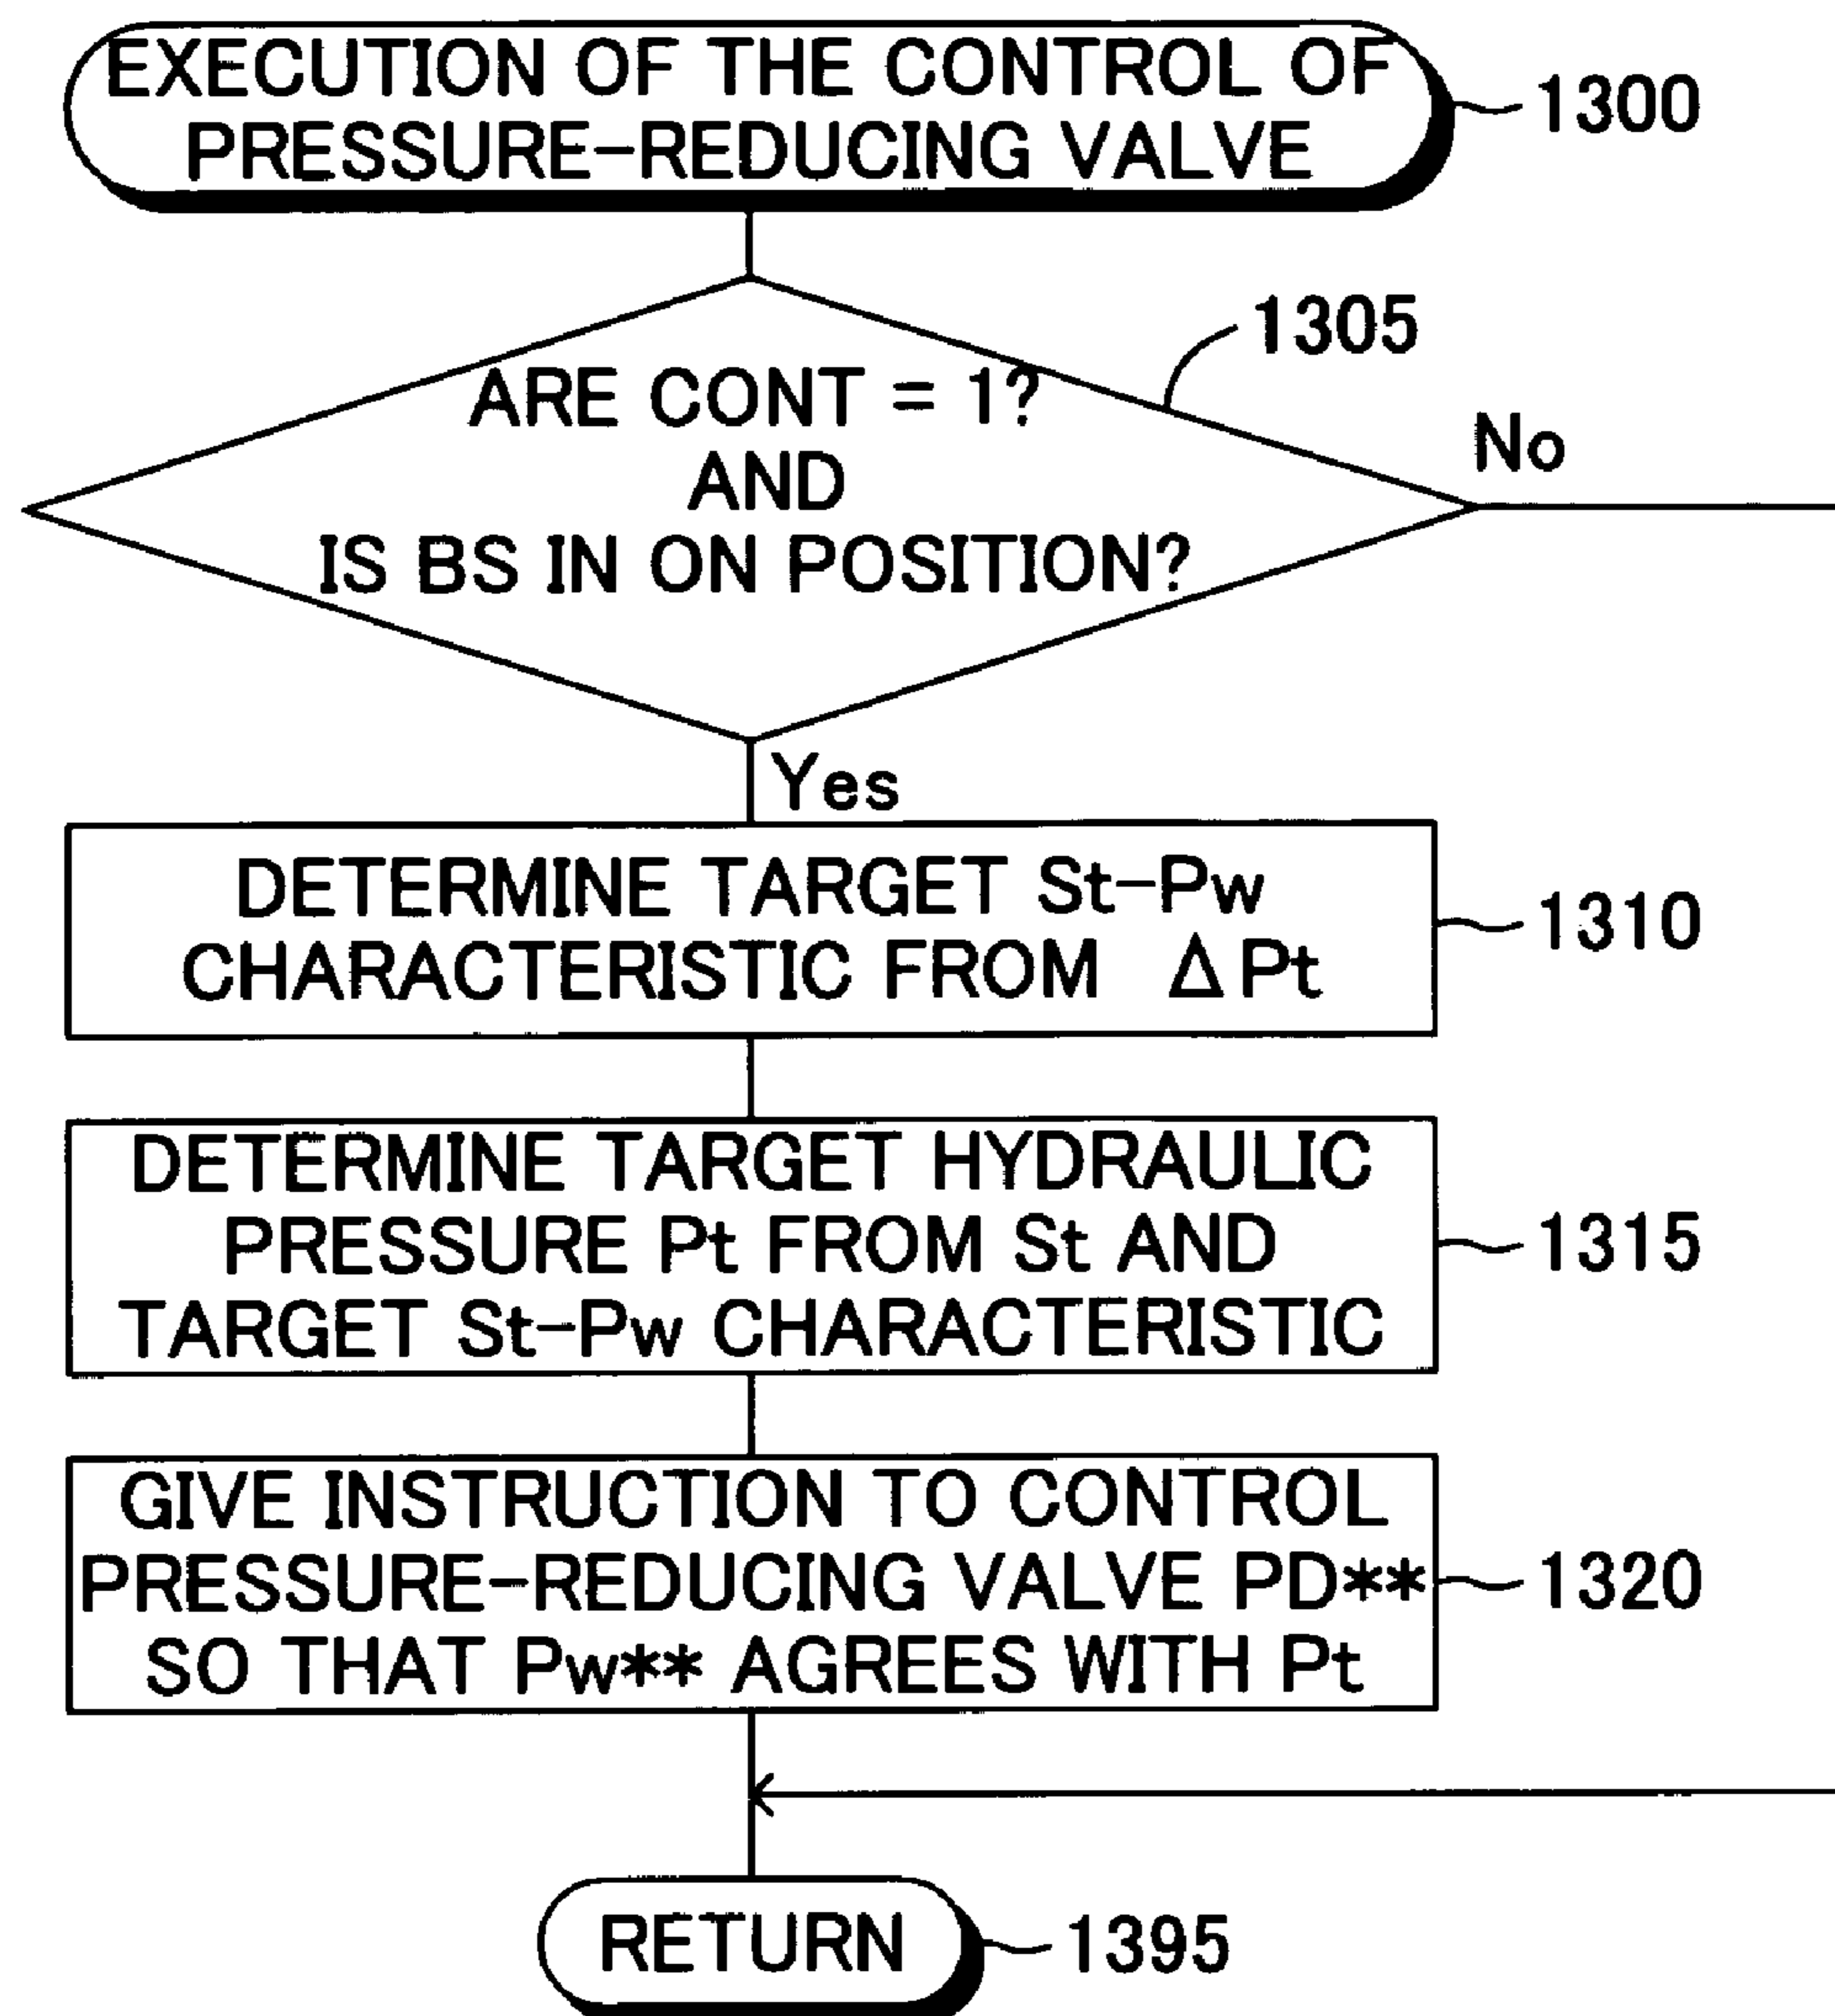 EXECUTION OF THE CONTROL OF
PRESSURE-REDUCING VALVE
1300
1305
ARE CONT = 1?
AND
IS BS IN ON POSITION?
No
Yes
DETERMINE TARGET St-Pw
CHARACTERISTIC FROM Δ Pt
1310
DETERMINE TARGET HYDRAULIC
PRESSURE Pt FROM St AND
TARGET St-Pw CHARACTERISTIC
1315
GIVE INSTRUCTION TO CONTROL
PRESSURE-REDUCING VALVE PD**
SO THAT Pw** AGREES WITH Pt
1320
RETURN
1395